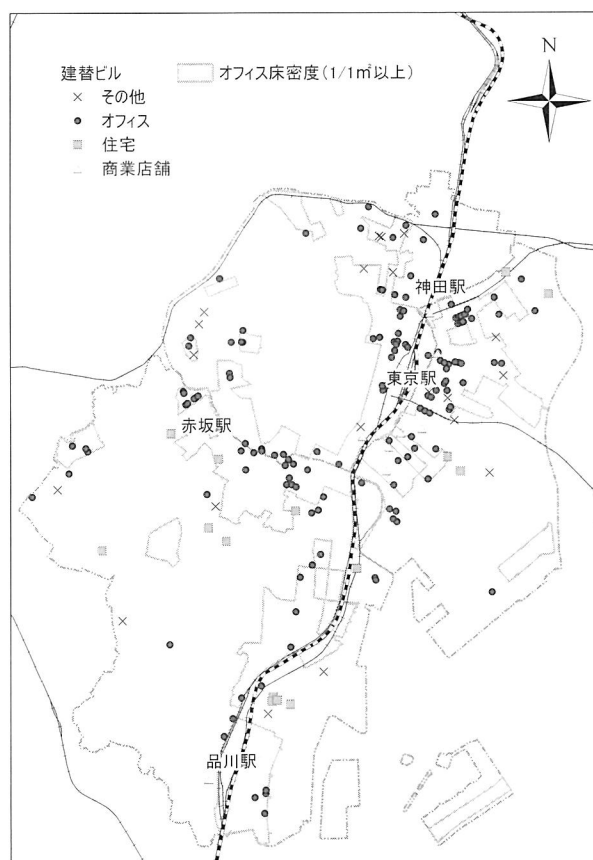 建替ビル
× その他
オフィス
住宅
商業店舗
オフィス床密度(1/1㎡以上)
N
神田駅
東京駅
赤坂駅
品川駅